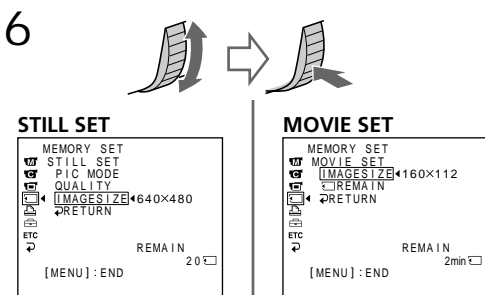 6
STILL SET
MEMORY SET
STILL SET
PIC MODE
QUALITY
IMAGESIZE 640×480
RETURN
ETC
REMAIN
20
[MENU] : END
MOVIE SET
MEMORY SET
MOVIE SET
IMAGESIZE 160×112
REMAIN
RETURN
ETC
REMAIN
2min
[MENU] : END